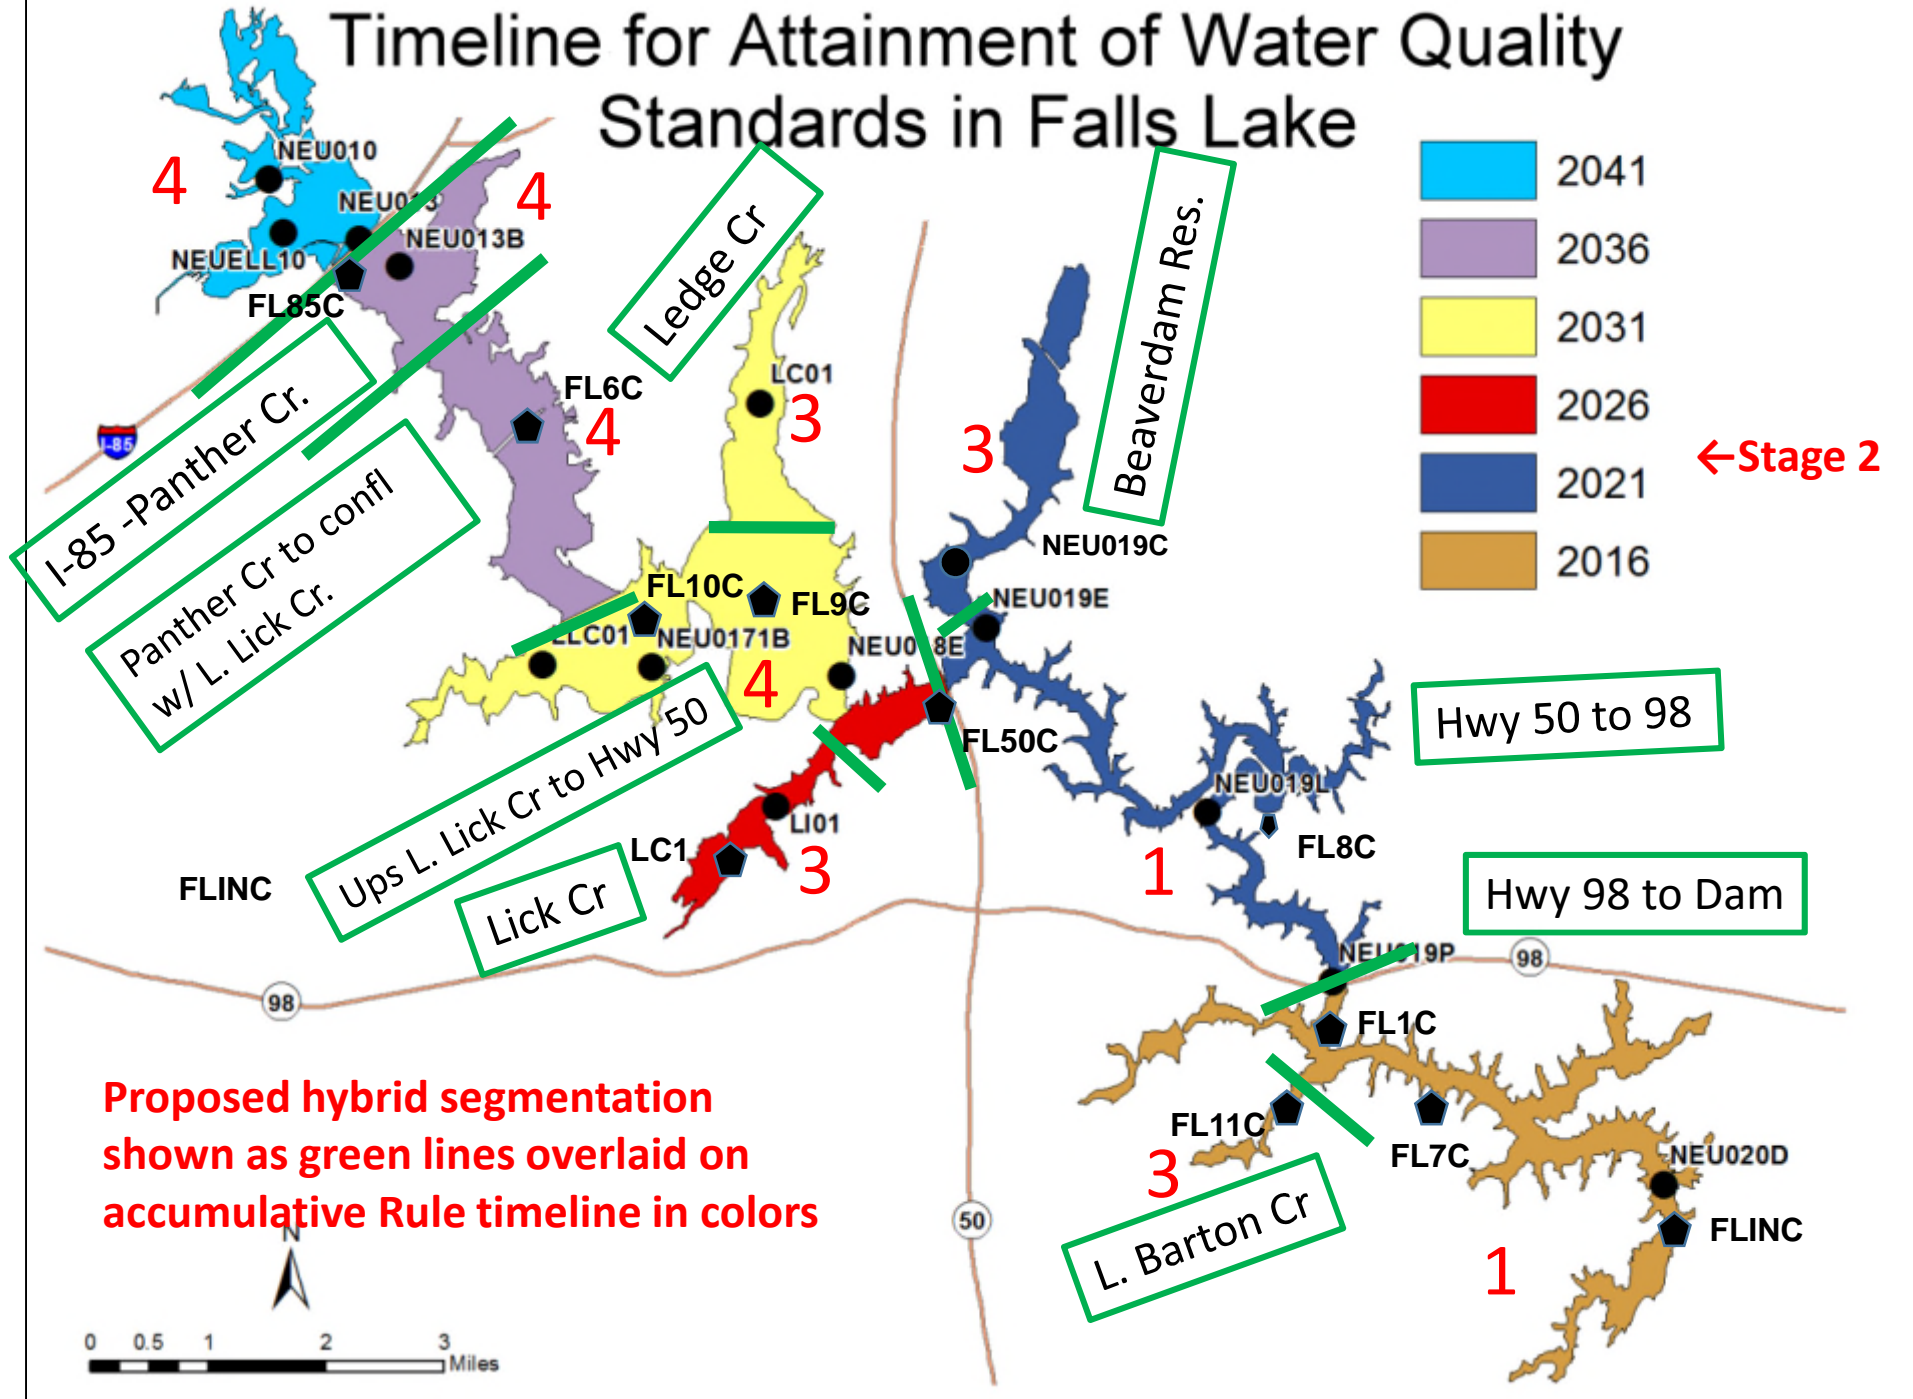 Timeline for Attainment of Water Quality
Standards in Falls Lake
2041
2036
2031
2026
2021
2016
←Stage 2
NEU010
4
NEU013
4
NEU013B
NEUELL10
FL85C
I-85
I-85 -Panther Cr.
Panther Cr to confl
w/ L. Lick Cr.
FL6C
4
Ledge Cr
LC01
3
Beaverdam Res.
3
NEU019C
NEU019E
FL10C
FL9C
LLC01
NEU0171B
NEU018E
4
FL50C
Ups L. Lick Cr to Hwy 50
Hwy 50 to 98
NEU019L
FL8C
LI01
LC1
3
1
FLINC
Lick Cr
Hwy 98 to Dam
NEU019P
98
98
FL1C
FL11C
FL7C
3
NEU020D
L. Barton Cr
FLINC
1
50
Proposed hybrid segmentation
shown as green lines overlaid on
accumulative Rule timeline in colors
N
0 0.5 1 2 3
Miles